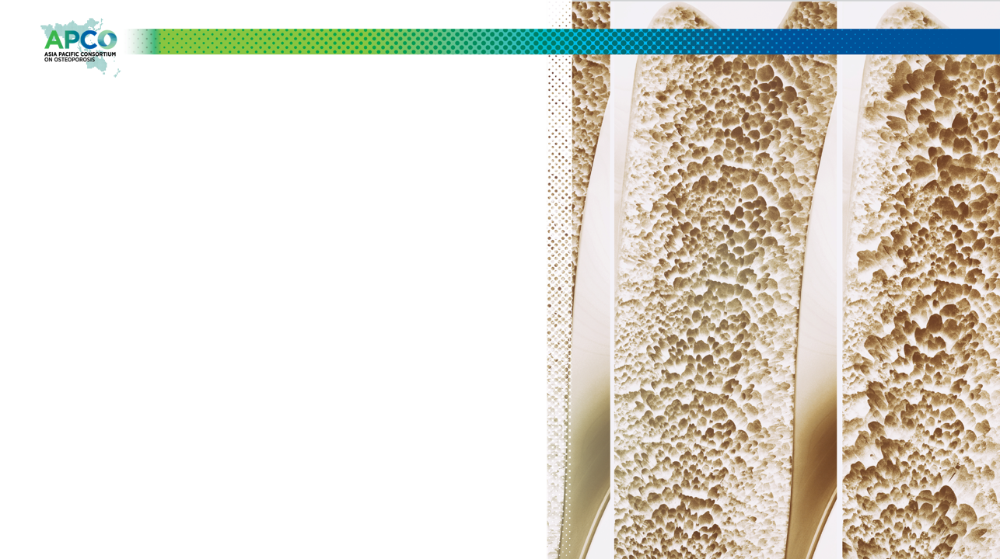 APCO
ASIA PACIFIC CONSORTIUM
ON OSTEOPOROSIS